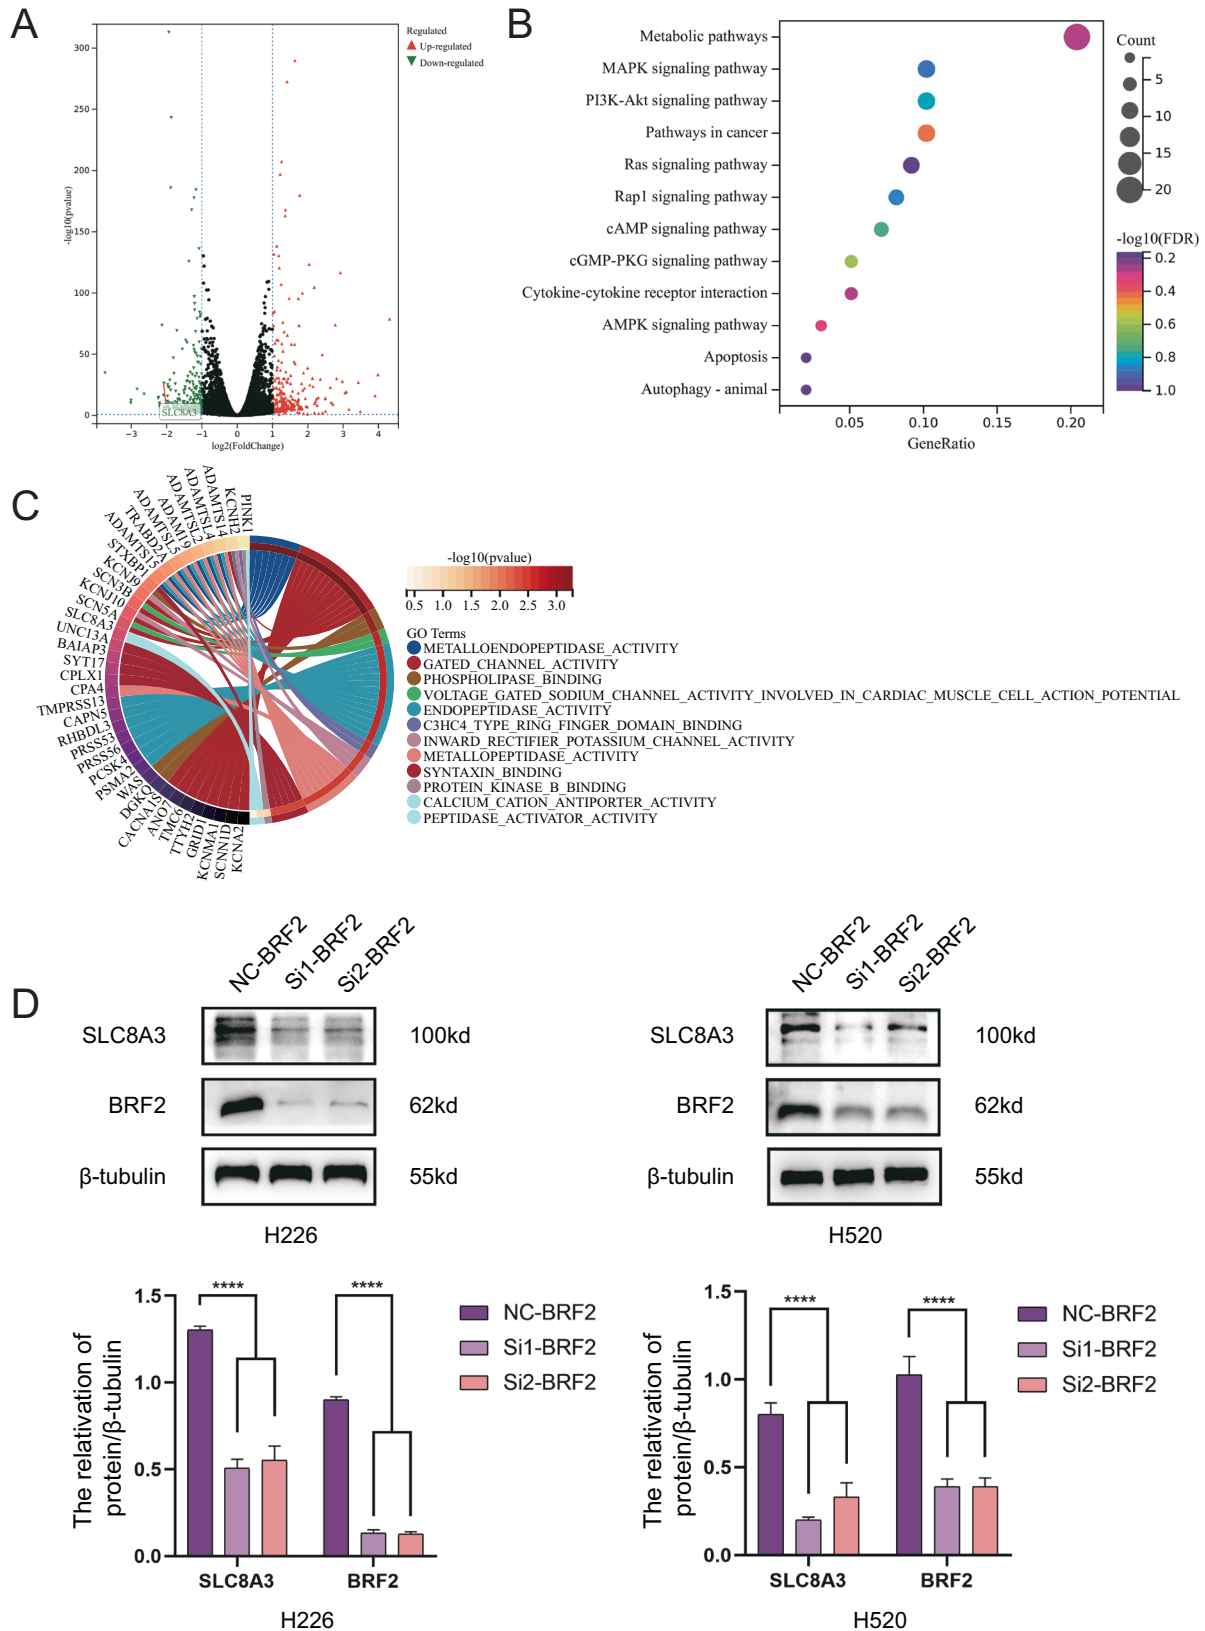 A
Regulated
Up-regulated
Down-regulated
300
250
200
150
100
50
0
-log10(pvalue)
SLC8A3
−3
−2
−1
0
1
2
3
4
log2(FoldChange)
B
Metabolic pathways
MAPK signaling pathway
PI3K-Akt signaling pathway
Pathways in cancer
Ras signaling pathway
Rap1 signaling pathway
cAMP signaling pathway
cGMP-PKG signaling pathway
Cytokine-cytokine receptor interaction
AMPK signaling pathway
Apoptosis
Autophagy - animal
0.05
0.10
0.15
0.20
GeneRatio
Count
5
10
15
20
-log10(FDR)
0.2
0.4
0.6
0.8
1.0
C
PINK1
KCNH2
ADAMTS14
ADAMTSL4
ADAMTSL2
ADAM19
ADAMTSL5
TRABD2A
ADAMTS15
STXBP1
KCNJ9
SCN3B
KCNJ10
SCN5A
SLC8A3
UNC13A
BAIAP3
SYT17
CPLX1
CPA4
TMPRSS13
CAPN5
RHBDL3
PRSS53
PRSS56
PCSK4
PSMA2
WAS
DGKQ
CACNA1S
ANO7
TMC6
TTYH2
GRID1
KCNMA1
SCNN1D
KCNA2
-log10(pvalue)
0.5 1.0 1.5 2.0 2.5 3.0
GO Terms
METALLOENDOPEPTIDASE_ACTIVITY
GATED_CHANNEL_ACTIVITY
PHOSPHOLIPASE_BINDING
VOLTAGE_GATED_SODIUM_CHANNEL_ACTIVITY_INVOLVED_IN_CARDIAC_MUSCLE_CELL_ACTION_POTENTIAL
ENDOPEPTIDASE_ACTIVITY
C3HC4_TYPE_RING_FINGER_DOMAIN_BINDING
INWARD_RECTIFIER_POTASSIUM_CHANNEL_ACTIVITY
METALLOPEPTIDASE_ACTIVITY
SYNTAXIN_BINDING
PROTEIN_KINASE_B_BINDING
CALCIUM_CATION_ANTIPORTER_ACTIVITY
PEPTIDASE_ACTIVATOR_ACTIVITY
D
NC-BRF2
Si1-BRF2
Si2-BRF2
SLC8A3
100kd
BRF2
62kd
β-tubulin
55kd
H226
NC-BRF2
Si1-BRF2
Si2-BRF2
SLC8A3
100kd
BRF2
62kd
β-tubulin
55kd
H520
The relativation of
protein/β-tubulin
1.5
1.0
0.5
0.0
****
****
NC-BRF2
Si1-BRF2
Si2-BRF2
SLC8A3
BRF2
H226
The relativation of
protein/β-tubulin
1.5
1.0
0.5
0.0
****
****
NC-BRF2
Si1-BRF2
Si2-BRF2
SLC8A3
BRF2
H520